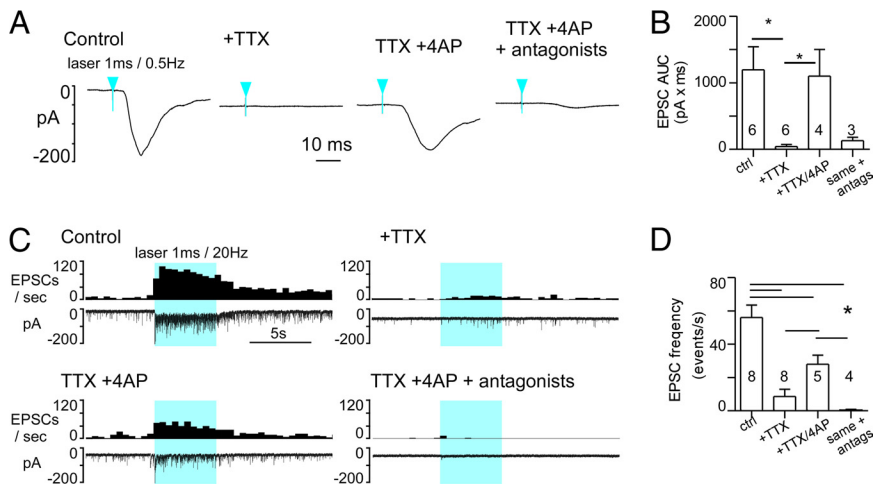 A
Control
laser 1ms / 0.5Hz
+TTX
TTX +4AP
TTX +4AP
+ antagonists
0
pA
-200
10 ms
B
EPSC AUC
(pA x ms)
2000
1000
0
*
*
6
6
4
3
ctrl
+TTX
+TTX/4AP
same +
antags
C
Control
laser 1ms / 20Hz
+TTX
EPSCs
/ sec
120
0
0
pA
-200
5s
120
0
0
-200
TTX +4AP
TTX +4AP + antagonists
EPSCs
/ sec
120
0
0
pA
-200
120
0
0
-200
D
EPSC freqency
(events/s)
80
40
0
*
8
8
5
4
ctrl
+TTX
+TTX/4AP
same +
antags